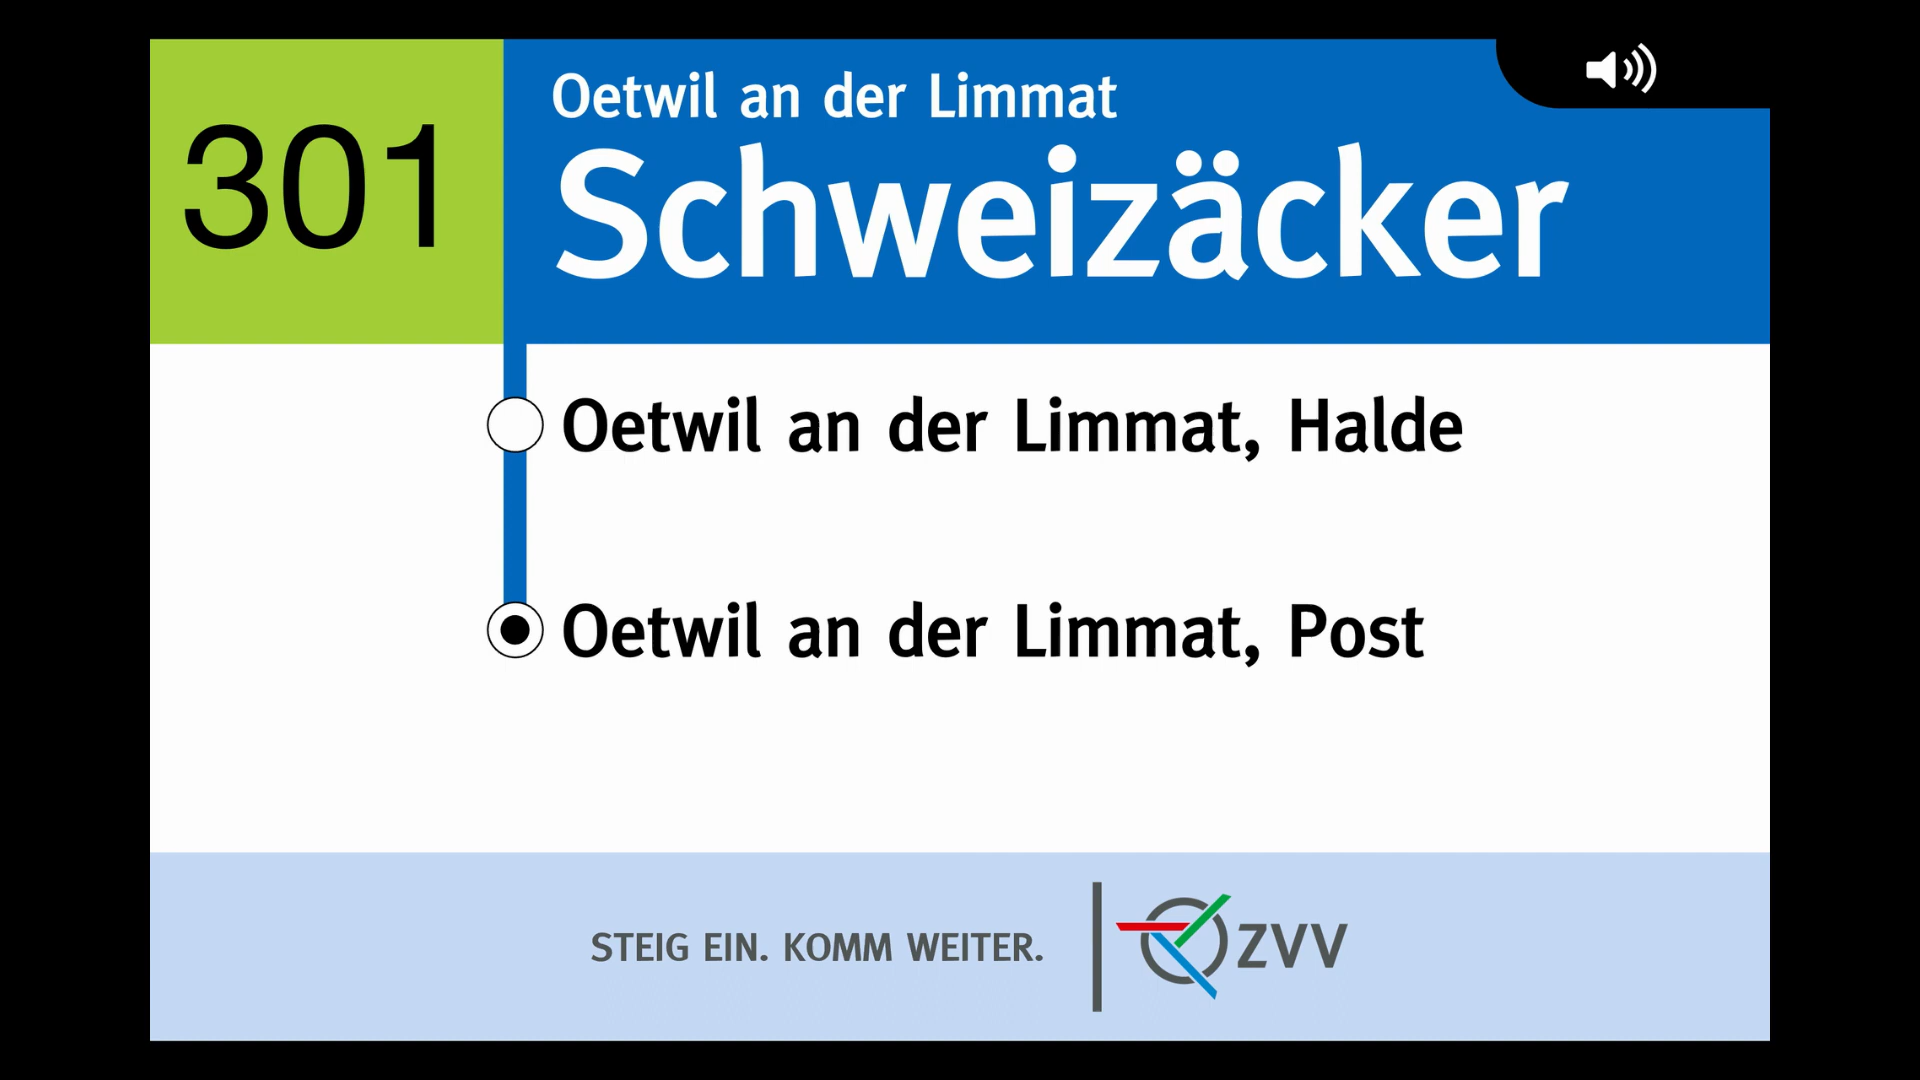 301
Oetwil an der Limmat
Schweizäcker
Oetwil an der Limmat, Halde
Oetwil an der Limmat, Post
STEIG EIN. KOMM WEITER.
ZVV